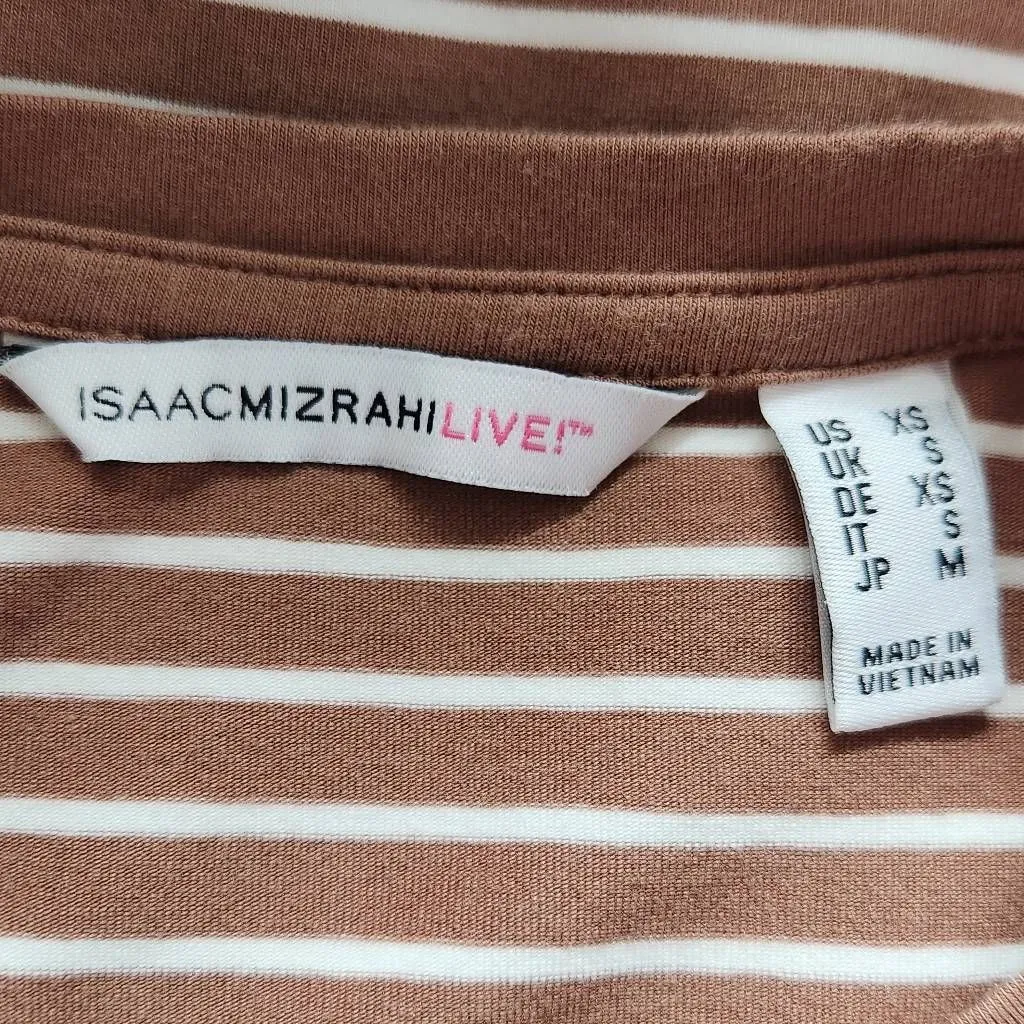 ISAACMIZRAHILIVE!™
US XS
UK S
DE XS
IT S
JP M
MADE IN
VIETNAM